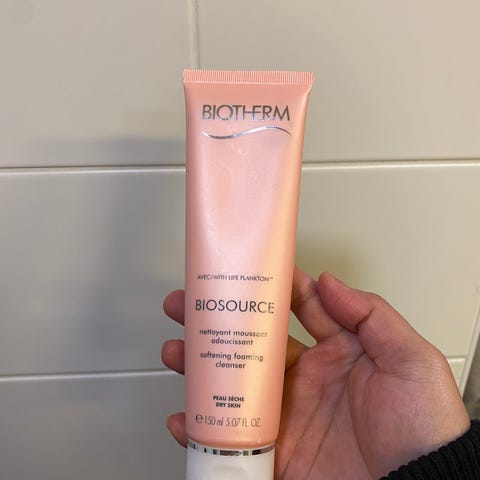 BIOTHERM
AVEC/WITH LIFE PLANKTON™
BIOSOURCE
nettoyant moussant
adoucissant
softening foaming
cleanser
PEAU SÈCHE
DRY SKIN
℮ 150 ml 5.07 FL. OZ.